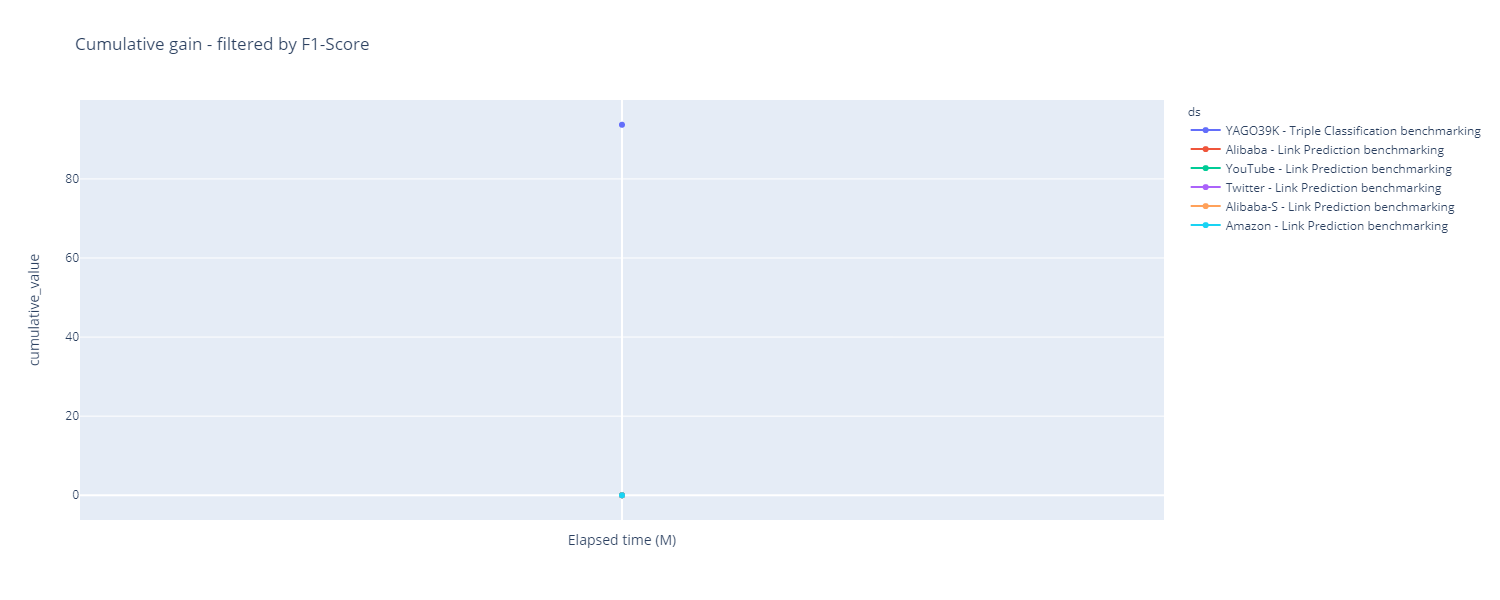 Cumulative gain - filtered by F1-Score
ds
YAGO39K - Triple Classification benchmarking
Alibaba - Link Prediction benchmarking
YouTube - Link Prediction benchmarking
Twitter - Link Prediction benchmarking
Alibaba-S - Link Prediction benchmarking
Amazon - Link Prediction benchmarking
cumulative_value
80
60
40
20
0
Elapsed time (M)